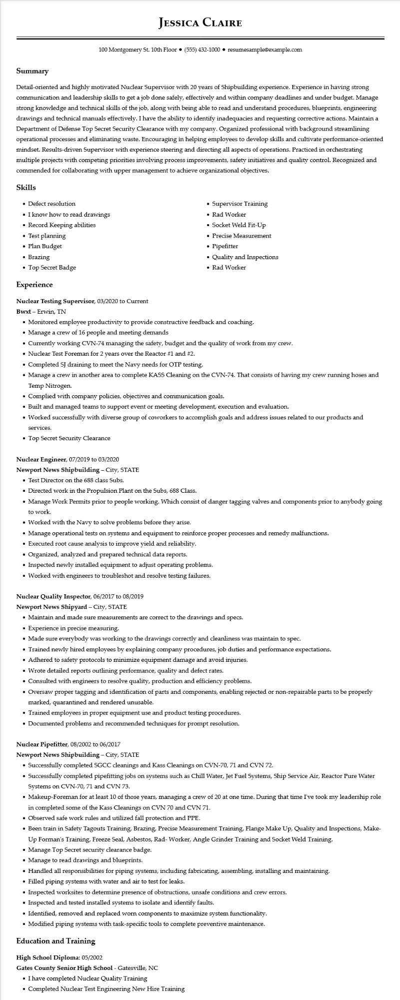 Jessica Claire
100 Montgomery St. 10th Floor ● (555) 432-1000 ● resumesample@example.com
Summary
Detail-oriented and highly motivated Nuclear Supervisor with 20 years of Shipbuilding experience. Experience in having strong
communication and leadership skills to get a job done safely, effectively and within company deadlines and under budget. Manage
strong knowledge and technical skills of the job, along with being able to read and understand procedures, blueprints, engineering
drawings and technical manuals effectively. I have the ability to identify inadequacies and requesting corrective actions. Maintain a
Department of Defense Top Secret Security Clearance with my company. Organized professional with background streamlining
operational processes and eliminating waste. Encouraging in helping employees to develop skills and cultivate performance-oriented
mindset. Results-driven Supervisor with experience steering and directing all aspects of operations. Practiced in orchestrating
multiple projects with competing priorities involving process improvements, safety initiatives and quality control. Recognized and
commended for collaborating with upper management to achieve organizational objectives.
Skills
• Defect resolution
• I know how to read drawings
• Record Keeping abilities
• Test planning
• Plan Budget
• Brazing
• Top Secret Badge
• Supervisor Training
• Rad Worker
• Socket Weld Fit-Up
• Precise Measurement
• Pipefitter
• Quality and Inspections
• Rad Worker
Experience
Nuclear Testing Supervisor, 03/2020 to Current
Bwxt – Erwin, TN
• Monitored employee productivity to provide constructive feedback and coaching.
• Manage a crew of 16 people and meeting demands
• Currently working CVN-74 managing the safety, budget and the quality of work from my crew.
• Nuclear Test Foreman for 2 years over the Reactor #1 and #2.
• Completed SJ draining to meet the Navy needs for OTP testing.
• Manage a crew in another area to complete KASS Cleaning on the CVN-74. That consists of having my crew running hoses and
Temp Nitrogen.
• Complied with company policies, objectives and communication goals.
• Built and managed teams to support event or meeting development, execution and evaluation.
• Worked successfully with diverse group of coworkers to accomplish goals and address issues related to our products and
services.
• Top Secret Security Clearance
Nuclear Engineer, 07/2019 to 03/2020
Newport News Shipbuilding – City, STATE
• Test Director on the 688 class Subs.
• Directed work in the Propulsion Plant on the Subs, 688 Class.
• Manage Work Permits prior to people working. Which consist of danger tagging valves and components prior to anybody going
to work.
• Worked with the Navy to solve problems before they arise.
• Manage operational tests on systems and equipment to reinforce proper processes and remedy malfunctions.
• Executed root cause analysis to improve yield and reliability.
• Organized, analyzed and prepared technical data reports.
• Inspected newly installed equipment to adjust operating problems.
• Worked with engineers to troubleshot and resolve testing failures.
Nuclear Quality Inspector, 06/2017 to 08/2019
Newport News Shipyard – City, STATE
• Maintain and made sure measurements are correct to the drawings and specs.
• Experience in precise measuring.
• Made sure everybody was working to the drawings correctly and cleanliness was maintain to spec.
• Trained newly hired employees by explaining company procedures, job duties and performance expectations.
• Adhered to safety protocols to minimize equipment damage and avoid injuries.
• Wrote detailed reports outlining performance, quality and defect rates.
• Consulted with engineers to resolve quality, production and efficiency problems.
• Oversaw proper tagging and identification of parts and components, enabling rejected or non-repairable parts to be properly
marked, quarantined and rendered unusable.
• Trained employees in proper equipment use and product testing procedures.
• Documented problems and recommended techniques for prompt resolution.
Nuclear Pipefitter, 08/2002 to 06/2017
Newport News Shipbuilding – City, STATE
• Successfully completed SGCC cleanings and Kass Cleanings on CVN-70, 71 and CVN 72.
• Successfully completed pipefitting jobs on systems such as Chill Water, Jet Fuel Systems, Ship Service Air, Reactor Pure Water
Systems on CVN-70, 71 and CVN 73.
• Makeup-Foreman for at least 10 of those years, managing a crew of 20 at one time. During that time I've took my leadership role
in completed some of the Kass Cleanings on CVN 70 and CVN 71.
• Observed safe work rules and utilized fall protection and PPE.
• Been train in Safety Tagouts Training, Brazing, Precise Measurement Training, Flange Make Up, Quality and Inspections, Make-
Up Forman's Training, Freeze Seal, Asbestos, Rad- Worker, Angle Grinder Training and Socket Weld Training.
• Manage Top Secret security clearance badge.
• Manage to read drawings and blueprints.
• Handled all responsibilities for piping systems, including fabricating, assembling, installing and maintaining.
• Filled piping systems with water and air to test for leaks.
• Inspected worksites to determine presence of obstructions, unsafe conditions and crew errors.
• Inspected and tested installed systems to isolate and identify faults.
• Identified, removed and replaced worn components to maximize system functionality.
• Modified piping systems with task-specific tools to complete preventive maintenance.
Education and Training
High School Diploma: 05/2002
Gates County Senior High School - Gatesville, NC
• I have completed Nuclear Quality Training
• Completed Nuclear Test Engineering New Hire Training